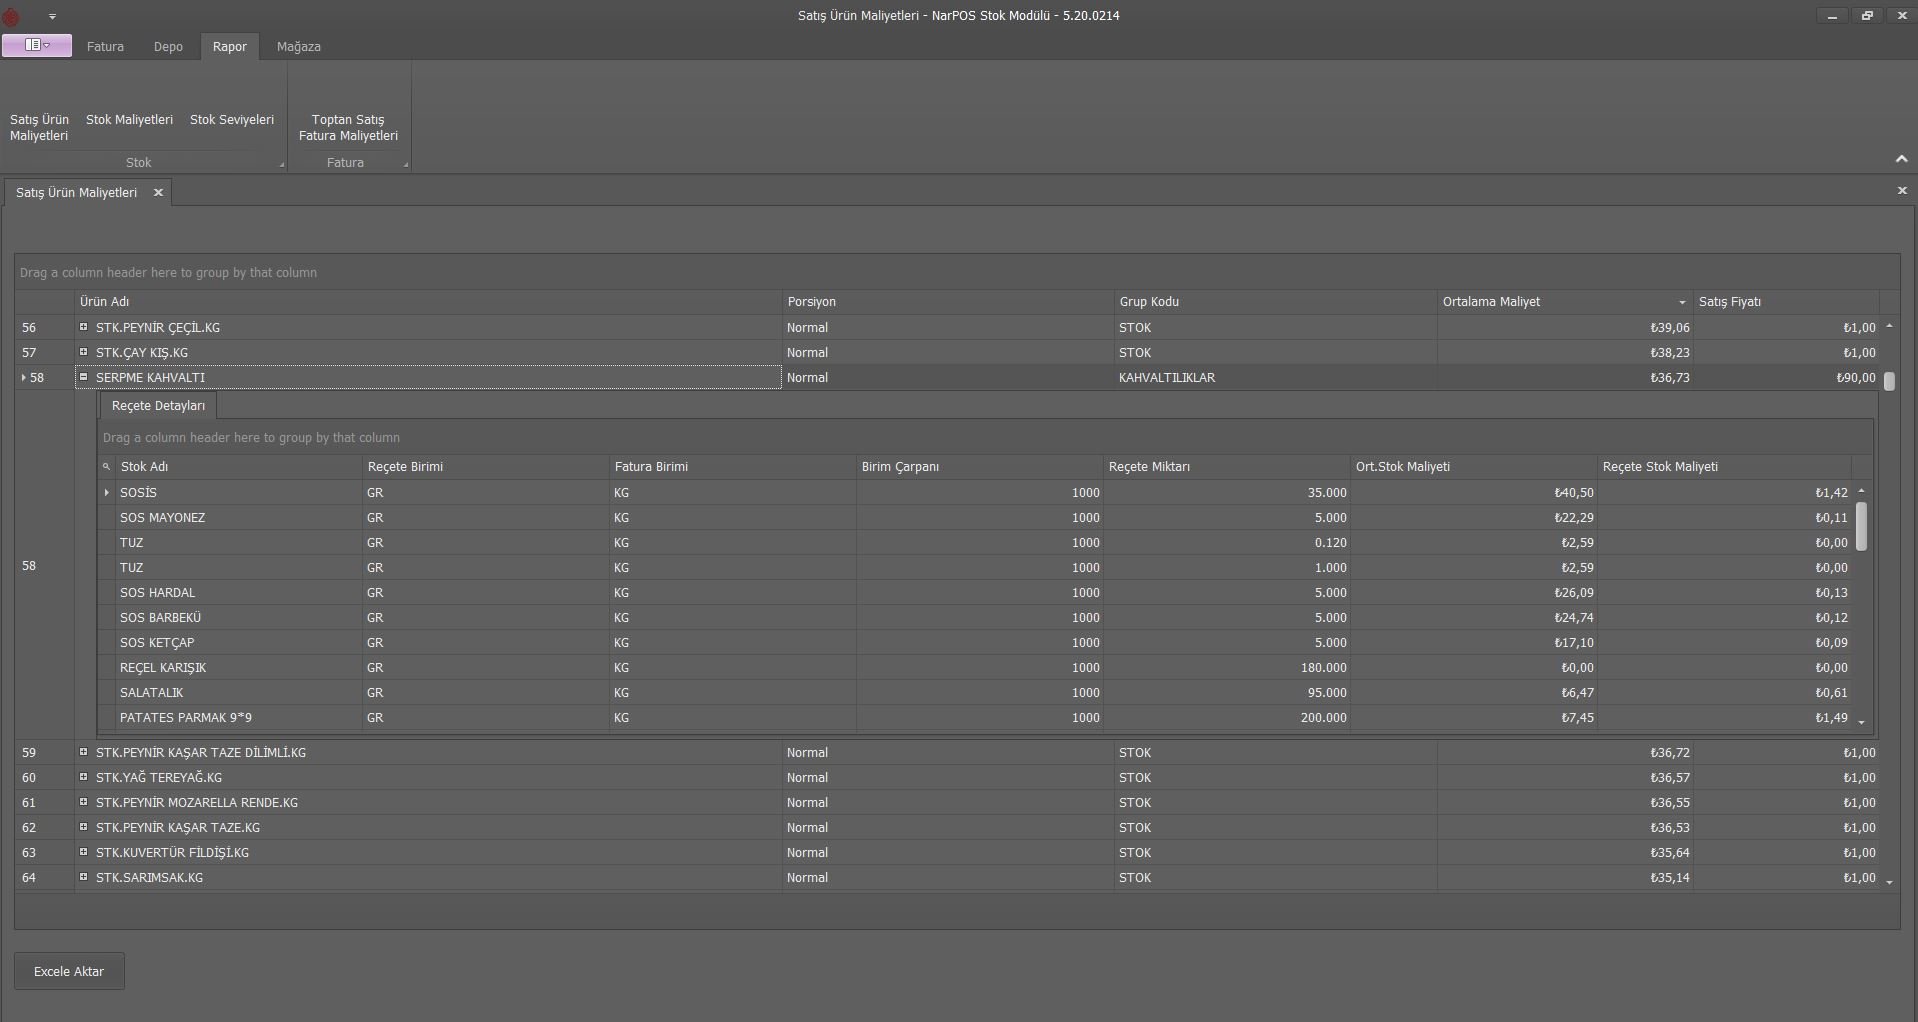 Satış Ürün Maliyetleri - NarPOS Stok Modülü - 5.20.0214
Fatura Depo Rapor Mağaza
Satış Ürün Maliyetleri Stok Maliyetleri Stok Seviyeleri Toptan Satış Fatura Maliyetleri
Stok Fatura
Satış Ürün Maliyetleri
Drag a column header here to group by that column
Ürün Adı Porsiyon Grup Kodu Ortalama Maliyet Satış Fiyatı
56 STK.PEYNİR ÇEÇİL.KG Normal STOK ₺39,06 ₺1,00
57 STK.ÇAY KIŞ.KG Normal STOK ₺38,23 ₺1,00
58 SERPME KAHVALTI Normal KAHVALTILIKLAR ₺36,73 ₺90,00
Reçete Detayları
Drag a column header here to group by that column
Stok Adı Reçete Birimi Fatura Birimi Birim Çarpanı Reçete Miktarı Ort.Stok Maliyeti Reçete Stok Maliyeti
SOSİS GR KG 1000 35.000 ₺40,50 ₺1,42
SOS MAYONEZ GR KG 1000 5.000 ₺22,29 ₺0,11
TUZ GR KG 1000 0.120 ₺2,59 ₺0,00
58
TUZ GR KG 1000 1.000 ₺2,59 ₺0,00
SOS HARDAL GR KG 1000 5.000 ₺26,09 ₺0,13
SOS BARBEKÜ GR KG 1000 5.000 ₺24,74 ₺0,12
SOS KETÇAP GR KG 1000 5.000 ₺17,10 ₺0,09
REÇEL KARIŞIK GR KG 1000 180.000 ₺0,00 ₺0,00
SALATALIK GR KG 1000 95.000 ₺6,47 ₺0,61
PATATES PARMAK 9*9 GR KG 1000 200.000 ₺7,45 ₺1,49
59 STK.PEYNİR KAŞAR TAZE DİLİMLİ.KG Normal STOK ₺36,72 ₺1,00
60 STK.YAĞ TEREYAĞ.KG Normal STOK ₺36,57 ₺1,00
61 STK.PEYNİR MOZARELLA RENDE.KG Normal STOK ₺36,55 ₺1,00
62 STK.PEYNİR KAŞAR TAZE.KG Normal STOK ₺36,53 ₺1,00
63 STK.KUVERTÜR FİLDİŞİ.KG Normal STOK ₺35,64 ₺1,00
64 STK.SARIMSAK.KG Normal STOK ₺35,14 ₺1,00
Excele Aktar